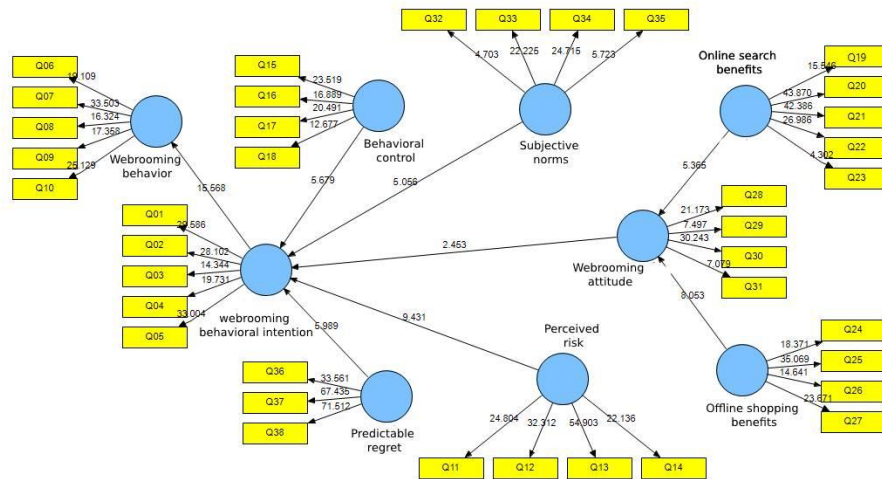 Q32
Q33
Q34
Q35
4.703
22.225
24.715
5.723
Subjective
norms
Q06
Q07
Q08
Q09
Q10
19.109
33.503
16.324
17.358
25.129
Webrooming
behavior
Q15
Q16
Q17
Q18
23.519
16.889
20.491
12.677
Behavioral
control
Online search
benefits
Q19
Q20
Q21
Q22
Q23
15.546
43.870
42.386
26.986
4.302
15.568
5.679
5.056
5.365
2.453
Q28
Q29
Q30
Q31
21.173
7.497
30.243
7.079
Webrooming
attitude
Q01
Q02
Q03
Q04
Q05
28.102
14.344
19.731
33.004
webrooming
behavioral intention
5.989
9.431
Perceived
risk
Q36
Q37
Q38
33.561
67.435
71.512
Predictable
regret
24.804
32.312
54.903
22.136
Q11
Q12
Q13
Q14
Q24
Q25
Q26
Q27
18.371
35.069
14.641
23.671
Offline shopping
benefits